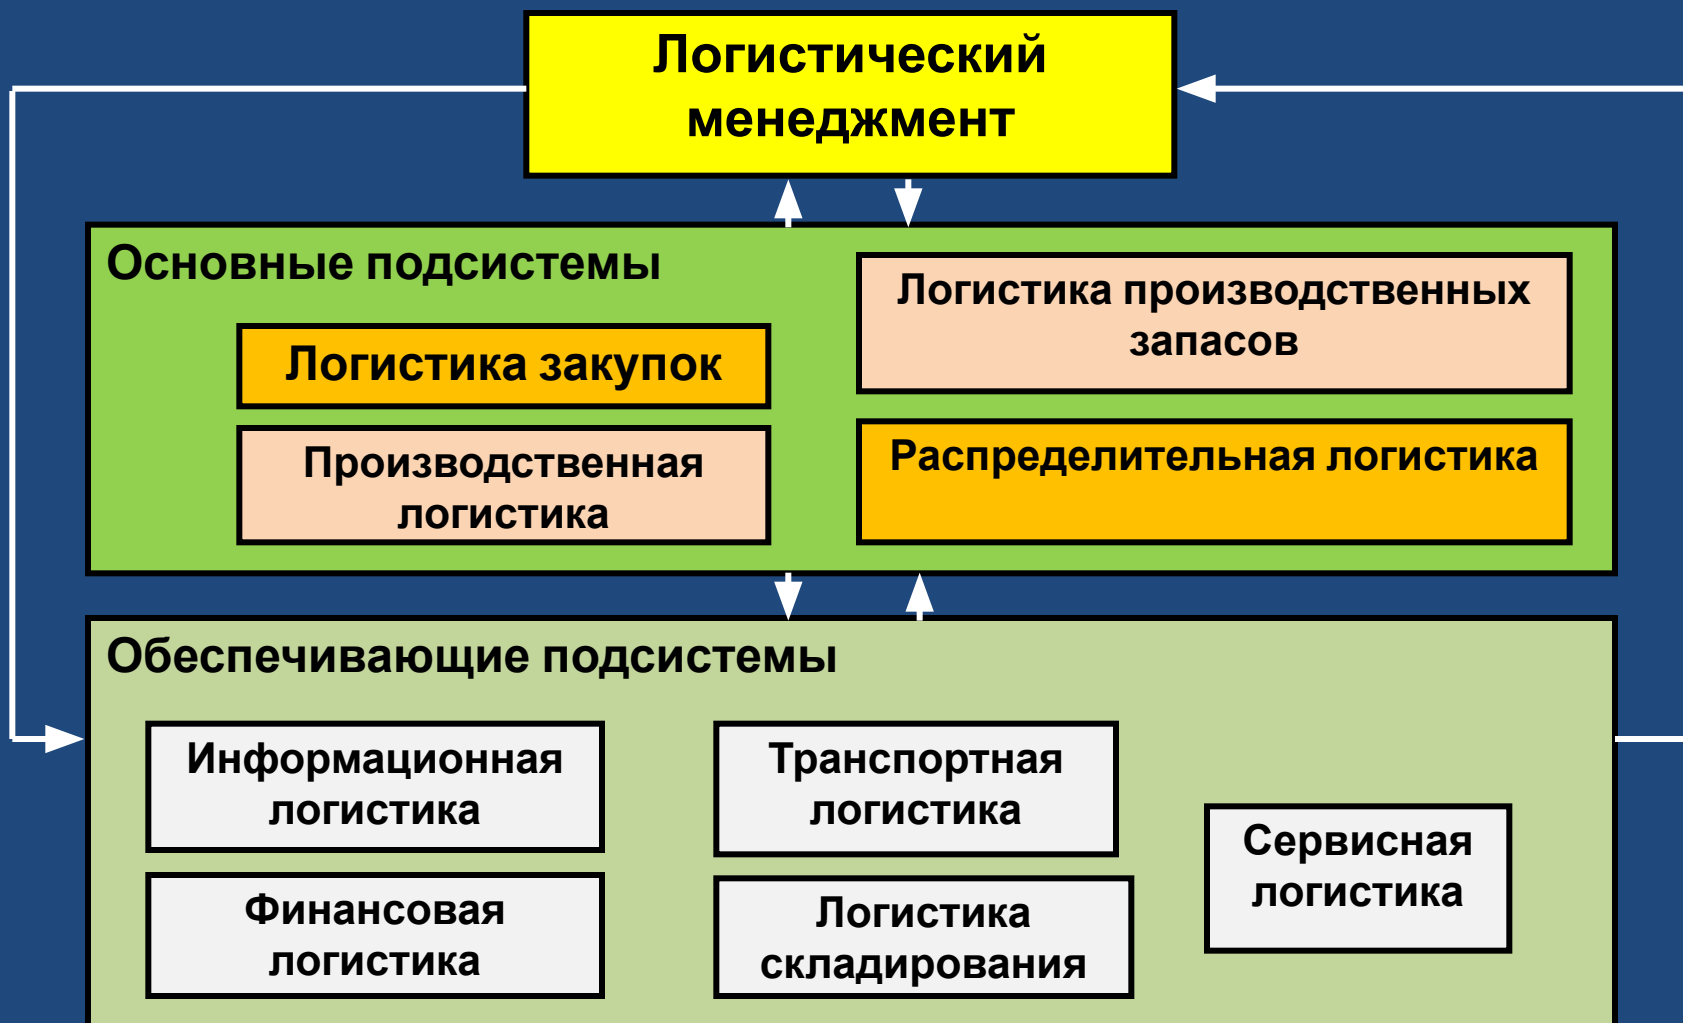 Логистический
менеджмент
Основные подсистемы
Логистика закупок
Производственная
логистика
Логистика производственных
запасов
Распределительная логистика
Обеспечивающие подсистемы
Информационная
логистика
Финансовая
логистика
Транспортная
логистика
Логистика
складирования
Сервисная
логистика